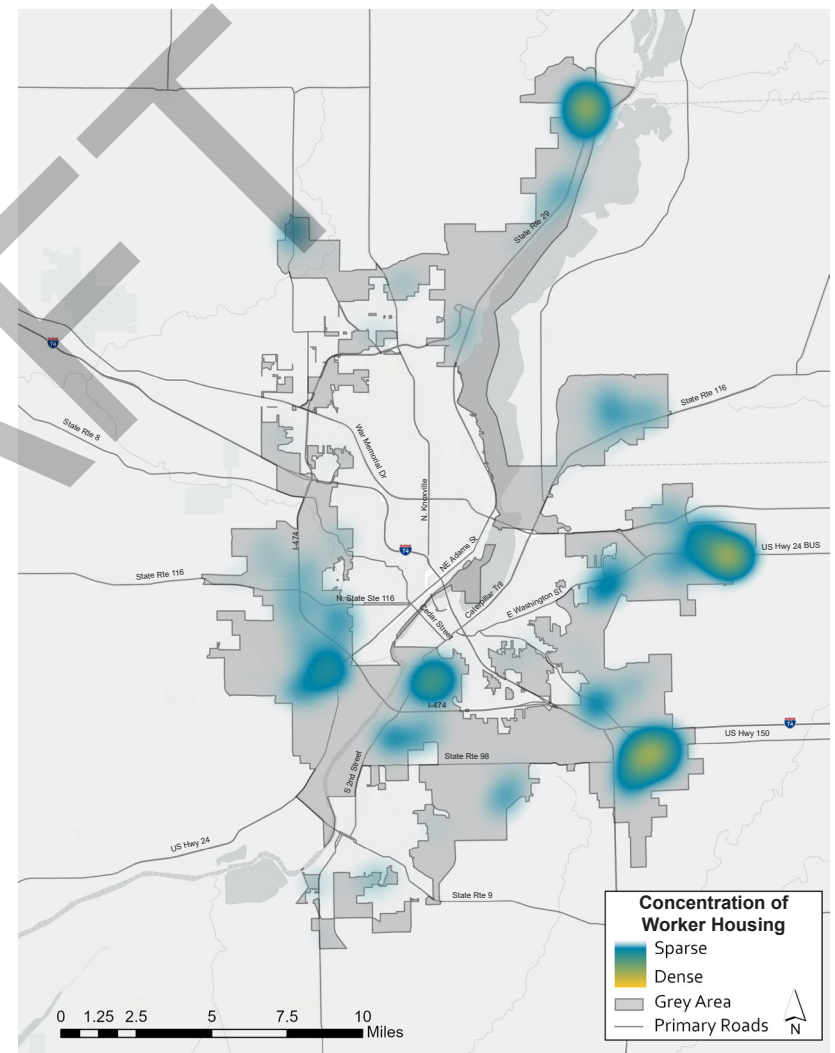 State Rte 29
74
State Rte 116
State Rte 8
War Memorial Dr
N. Knoxville
I-474
NE Adams St
74
US Hwy 24 BUS
State Rte 116
N. State Ste 116
Caterpillar Tril
E Washington ST
Cedar Street
I-474
74
US Hwy 150
State Rte 98
S 2nd Street
US Hwy 24
State Rte 9
Concentration of
Worker Housing
Sparse
Dense
Grey Area
Primary Roads
N
0 1.25 2.5 5 7.5 10
Miles